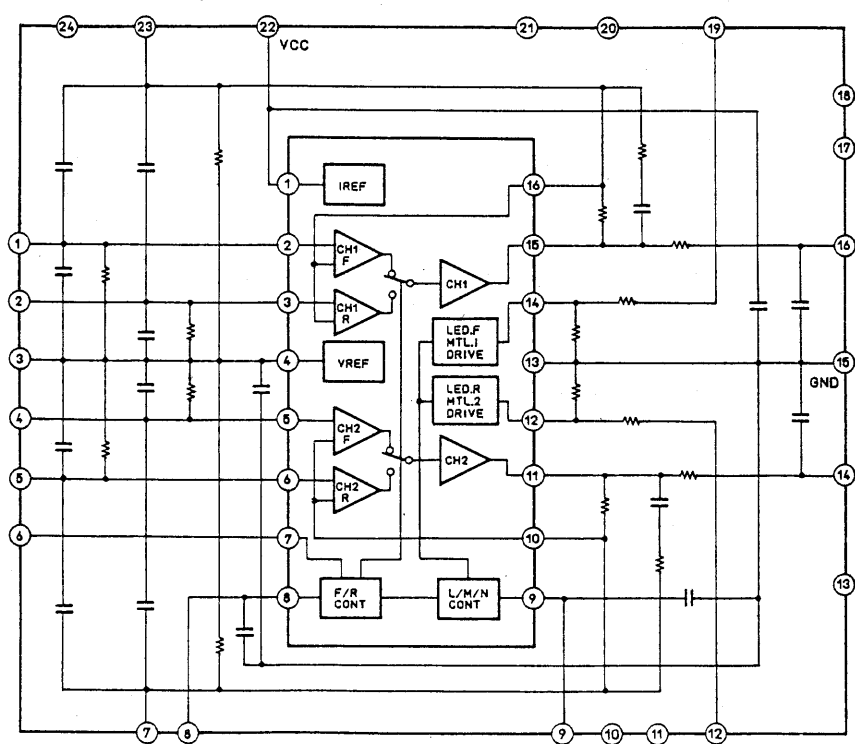 24
23
22
VCC
21
20
19
18
17
1
IREF
16
1
2
CH1
F
15
16
2
3
CH1
R
CH1
14
LED.F
MTL.1
DRIVE
3
4
VREF
13
15
GND
4
5
CH2
F
LED.R
MTL.2
DRIVE
12
5
6
CH2
R
CH2
11
14
6
7
10
13
8
F/R
CONT
L/M/N
CONT
9
7
8
9
10
11
12